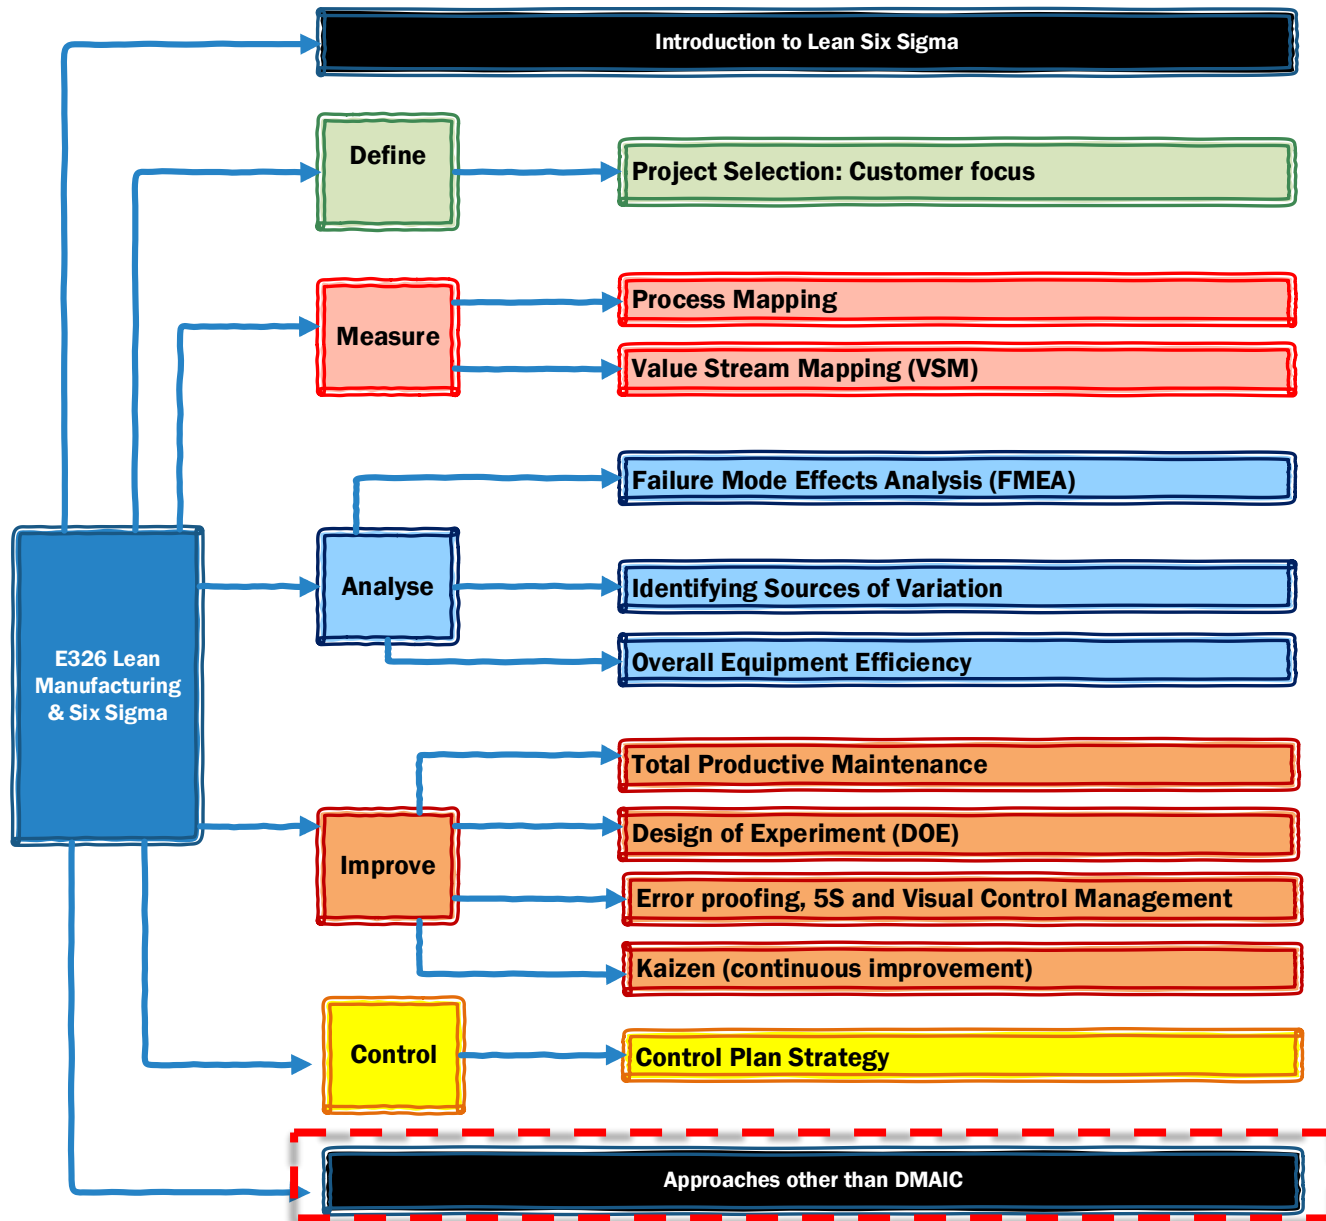 Introduction to Lean Six Sigma
Define
Project Selection: Customer focus
Measure
Process Mapping
Value Stream Mapping (VSM)
Failure Mode Effects Analysis (FMEA)
Analyse
Identifying Sources of Variation
Overall Equipment Efficiency
E326 Lean
Manufacturing
& Six Sigma
Total Productive Maintenance
Design of Experiment (DOE)
Improve
Error proofing, 5S and Visual Control Management
Kaizen (continuous improvement)
Control
Control Plan Strategy
Approaches other than DMAIC